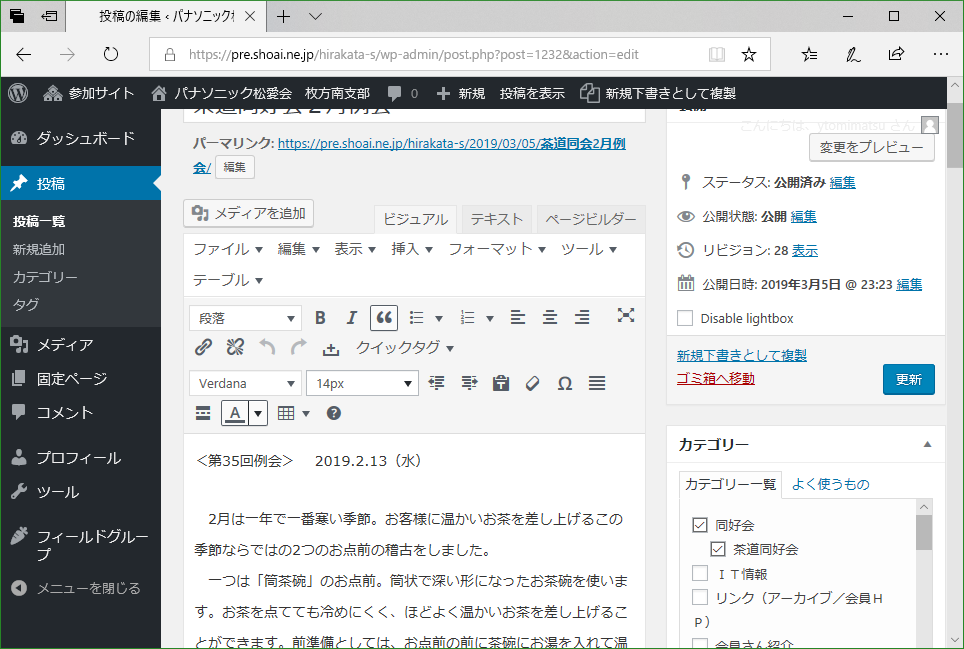 投稿の編集 ‹ パナソニック
https://pre.shoai.ne.jp/hirakata-s/wp-admin/post.php?post=1232&action=edit
参加サイト パナソニック松愛会 枚方南支部 0 新規 投稿を表示 新規下書きとして複製
こんにちは、ytomimatsu さん
ダッシュボード
投稿
投稿一覧
新規追加
カテゴリー
タグ
メディア
固定ページ
コメント
プロフィール
ツール
フィールドグルー
プ
メニューを閉じる
茶道同好会２月例会
パーマリンク: https://pre.shoai.ne.jp/hirakata-s/2019/03/05/茶道同会2月例
会/ 編集
メディアを追加
ビジュアル テキスト ページビルダー
ファイル 編集 表示 挿入 フォーマット ツール
テーブル
段落 B I
クイックタグ
Verdana 14px Ω
A
＜第35回例会＞ 2019.2.13（水）
2月は一年で一番寒い季節。お客様に温かいお茶を差し上げるこの
季節ならではの2つのお点前の稽古をしました。
一つは「筒茶碗」のお点前。筒状で深い形になったお茶碗を使いま
す。お茶を点てても冷めにくく、ほどよく温かいお茶を差し上げるこ
とができます。前準備としては、お点前の前に茶碗にお湯を入れて温
公開
変更をプレビュー
ステータス: 公開済み 編集
公開状態: 公開 編集
リビジョン: 28 表示
公開日時: 2019年3月5日 @ 23:23 編集
Disable lightbox
新規下書きとして複製
ゴミ箱へ移動
更新
カテゴリー
カテゴリー一覧 よく使うもの
同好会
茶道同好会
ＩＴ情報
リンク（アーカイブ／会員Ｈ
Ｐ）
会員さん紹介